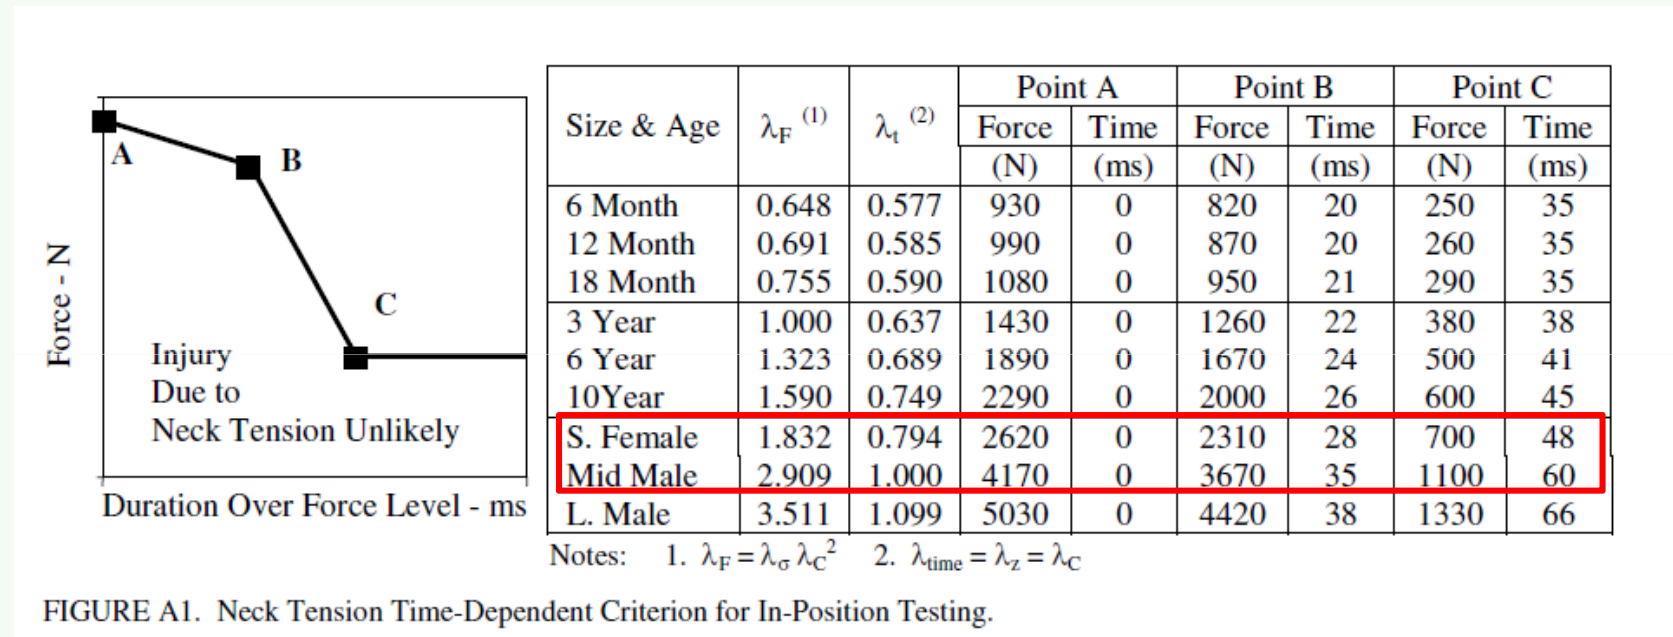 A
B
C
Force - N
Injury
Due to
Neck Tension Unlikely
Duration Over Force Level - ms
Size & Age λF (1) λt (2) Point A Point B Point C
Force Time Force Time Force Time
(N) (ms) (N) (ms) (N) (ms)
6 Month 0.648 0.577 930 0 820 20 250 35
12 Month 0.691 0.585 990 0 870 20 260 35
18 Month 0.755 0.590 1080 0 950 21 290 35
3 Year 1.000 0.637 1430 0 1260 22 380 38
6 Year 1.323 0.689 1890 0 1670 24 500 41
10Year 1.590 0.749 2290 0 2000 26 600 45
S. Female 1.832 0.794 2620 0 2310 28 700 48
Mid Male 2.909 1.000 4170 0 3670 35 1100 60
L. Male 3.511 1.099 5030 0 4420 38 1330 66
Notes: 1. λF = λσ λC² 2. λtime = λz = λC
FIGURE A1. Neck Tension Time-Dependent Criterion for In-Position Testing.